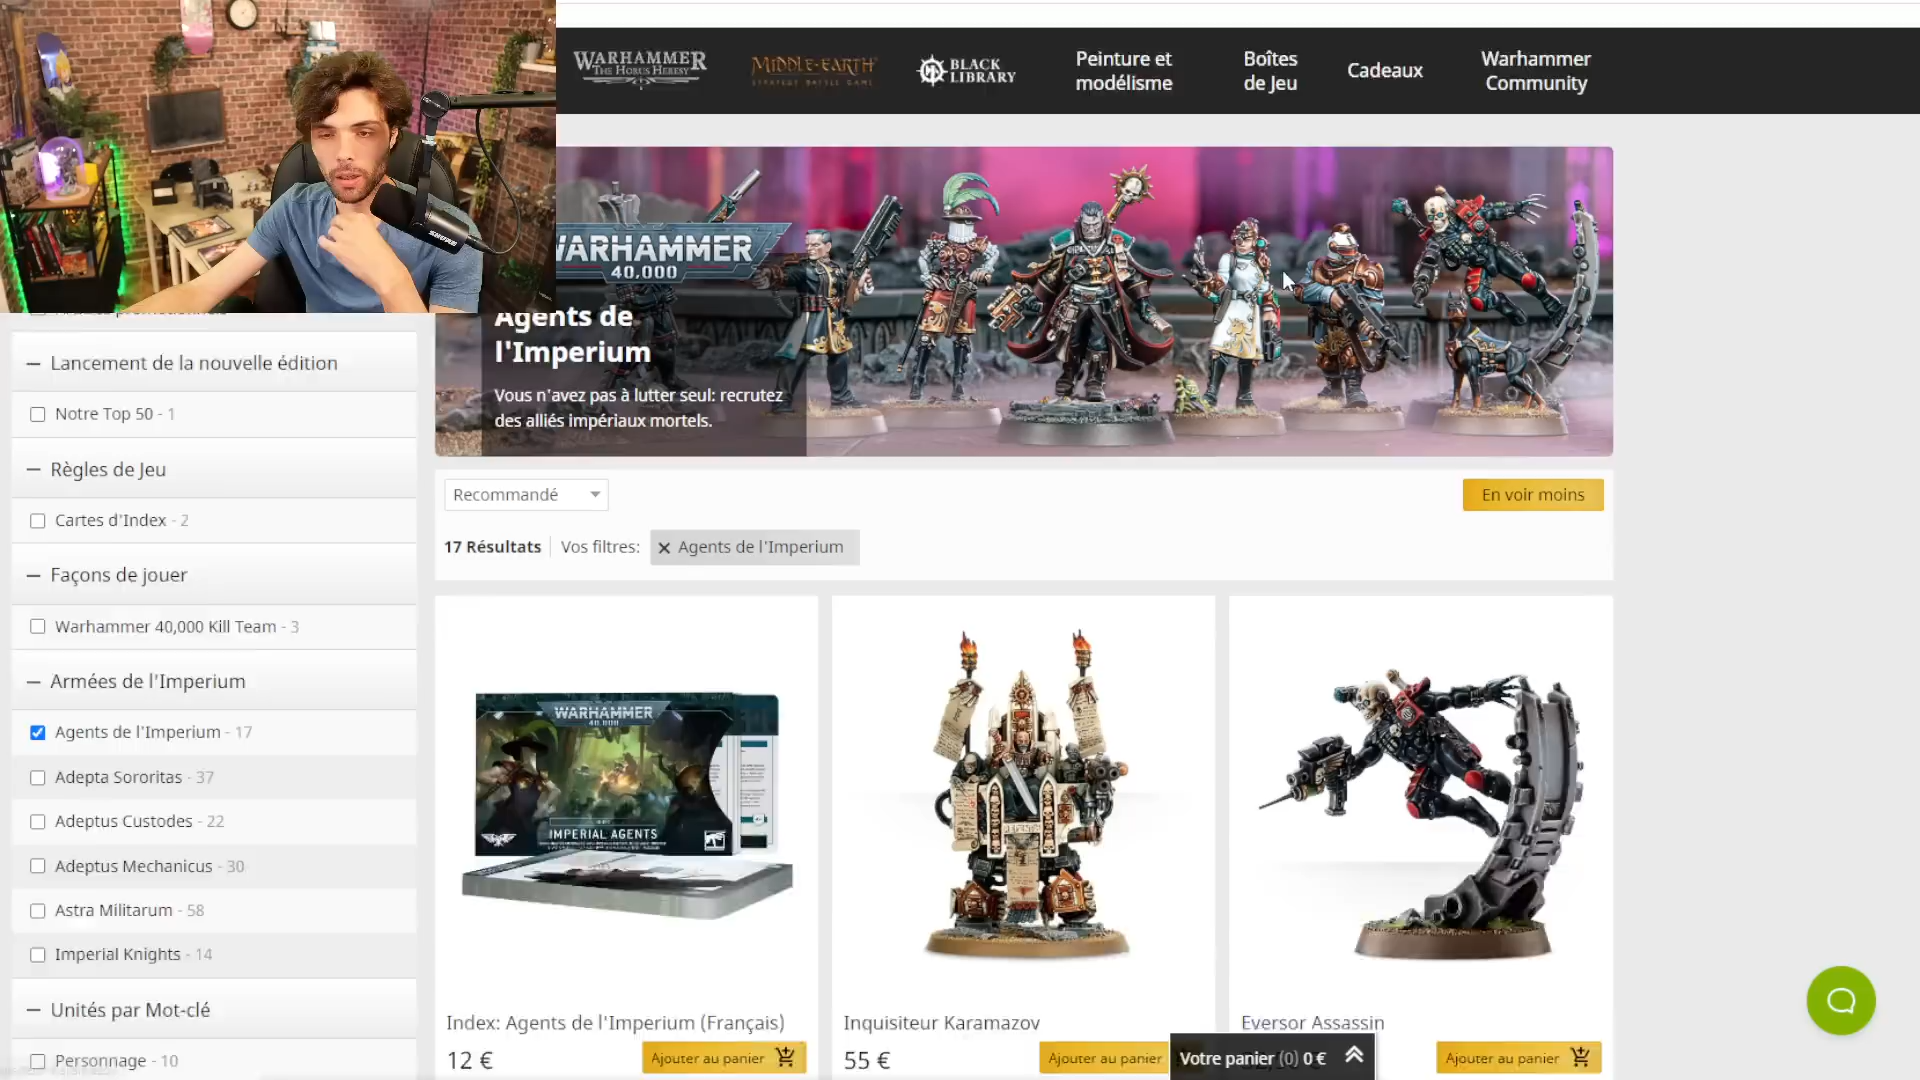 WARHAMMER
THE HORUS HERESY
MIDDLE-EARTH
STRATEGY BATTLE GAME
BLACK
LIBRARY
Peinture et
modélisme
Boîtes
de Jeu
Cadeaux
Warhammer
Community
SHURE
WARHAMMER
40,000
Agents de
l'Imperium
Vous n'avez pas à lutter seul: recrutez
des alliés impériaux mortels.
Lancement de la nouvelle édition
Notre Top 50 - 1
Règles de Jeu
Cartes d'Index - 2
Façons de jouer
Warhammer 40,000 Kill Team - 3
Armées de l'Imperium
Agents de l'Imperium - 17
Adepta Sororitas - 37
Adeptus Custodes - 22
Adeptus Mechanicus - 30
Astra Militarum - 58
Imperial Knights - 14
Unités par Mot-clé
Personnage - 10
Recommandé
En voir moins
17 Résultats
Vos filtres:
Agents de l'Imperium
WARHAMMER
40,000
IMPERIAL AGENTS
Index: Agents de l'Imperium (Français)
12 €
Ajouter au panier
Inquisiteur Karamazov
55 €
Ajouter au panier
Eversor Assassin
Ajouter au panier
Votre panier (0) 0 €